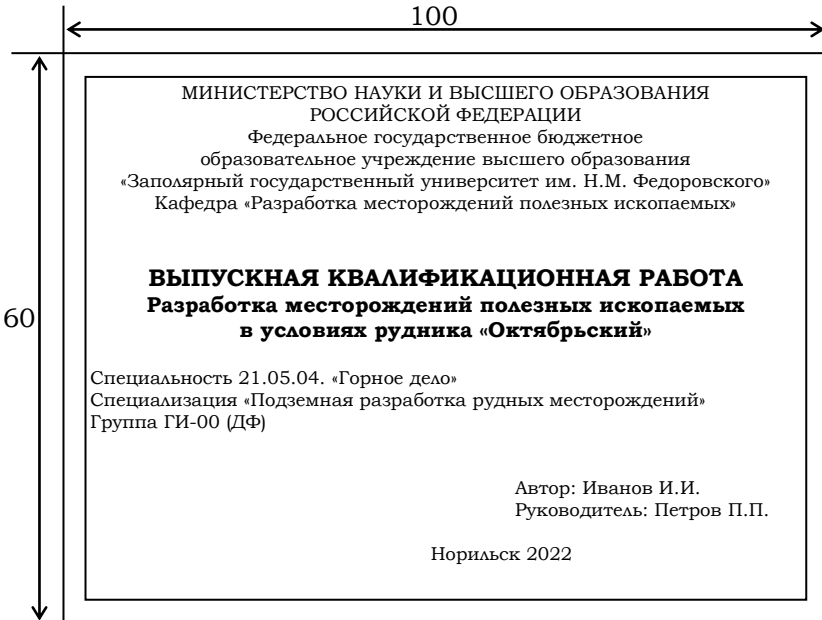 100
60
МИНИСТЕРСТВО НАУКИ И ВЫСШЕГО ОБРАЗОВАНИЯ
РОССИЙСКОЙ ФЕДЕРАЦИИ
Федеральное государственное бюджетное
образовательное учреждение высшего образования
«Заполярный государственный университет им. Н.М. Федоровского»
Кафедра «Разработка месторождений полезных ископаемых»
ВЫПУСКНАЯ КВАЛИФИКАЦИОННАЯ РАБОТА
Разработка месторождений полезных ископаемых
в условиях рудника «Октябрьский»
Специальность 21.05.04. «Горное дело»
Специализация «Подземная разработка рудных месторождений»
Группа ГИ-00 (ДФ)
Автор: Иванов И.И.
Руководитель: Петров П.П.
Норильск 2022